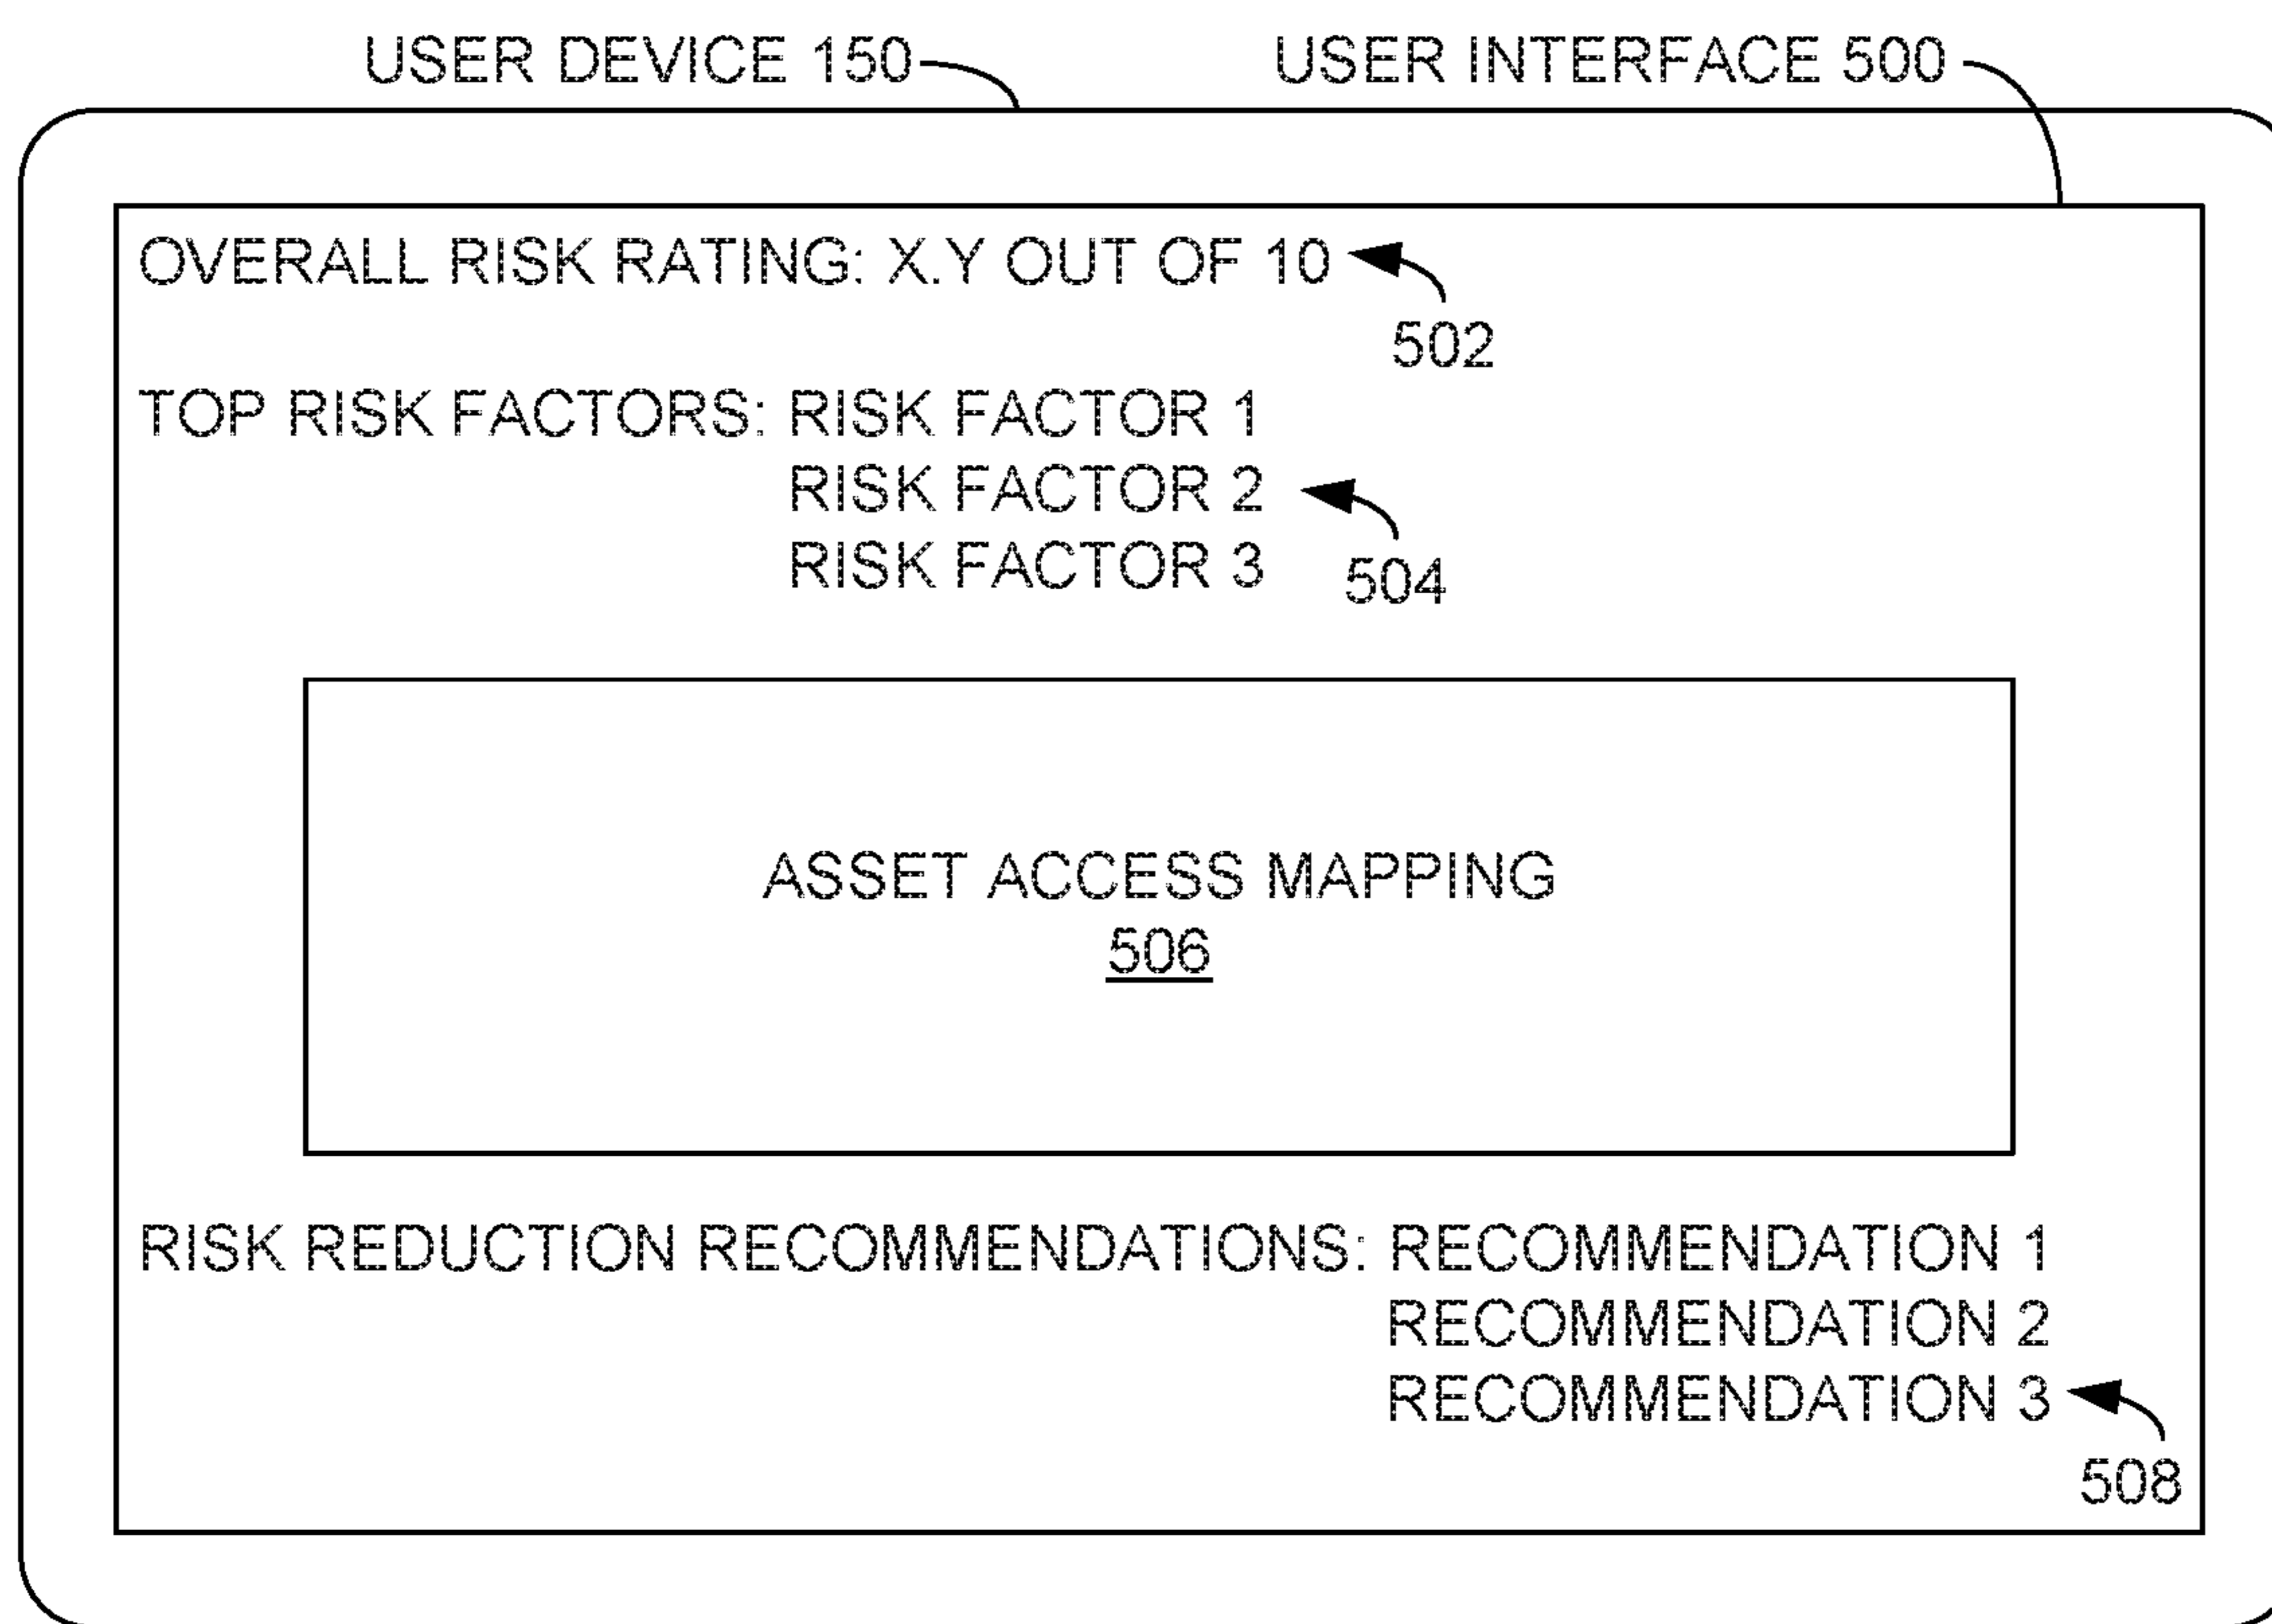 USER DEVICE 150
USER INTERFACE 500
OVERALL RISK RATING: X.Y OUT OF 10
502
TOP RISK FACTORS: RISK FACTOR 1
RISK FACTOR 2
RISK FACTOR 3
504
ASSET ACCESS MAPPING
506
RISK REDUCTION RECOMMENDATIONS: RECOMMENDATION 1
RECOMMENDATION 2
RECOMMENDATION 3
508